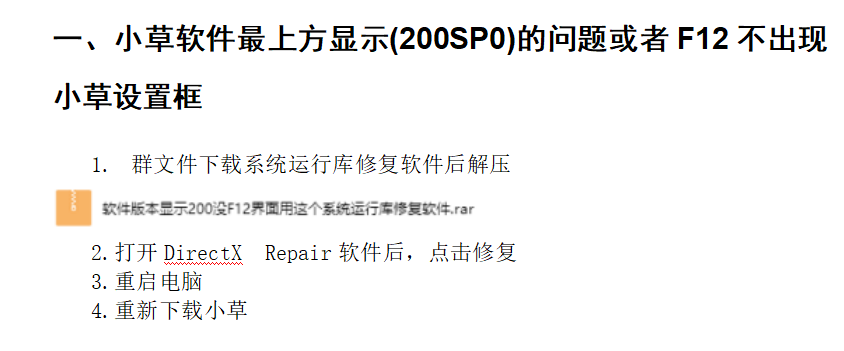 一、小草软件最上方显示(200SP0)的问题或者 F12 不出现
小草设置框
1. 群文件下载系统运行库修复软件后解压
软件版本显示200没F12界面用这个系统运行库修复软件.rar
2.打开 DirectX Repair 软件后，点击修复
3.重启电脑
4.重新下载小草